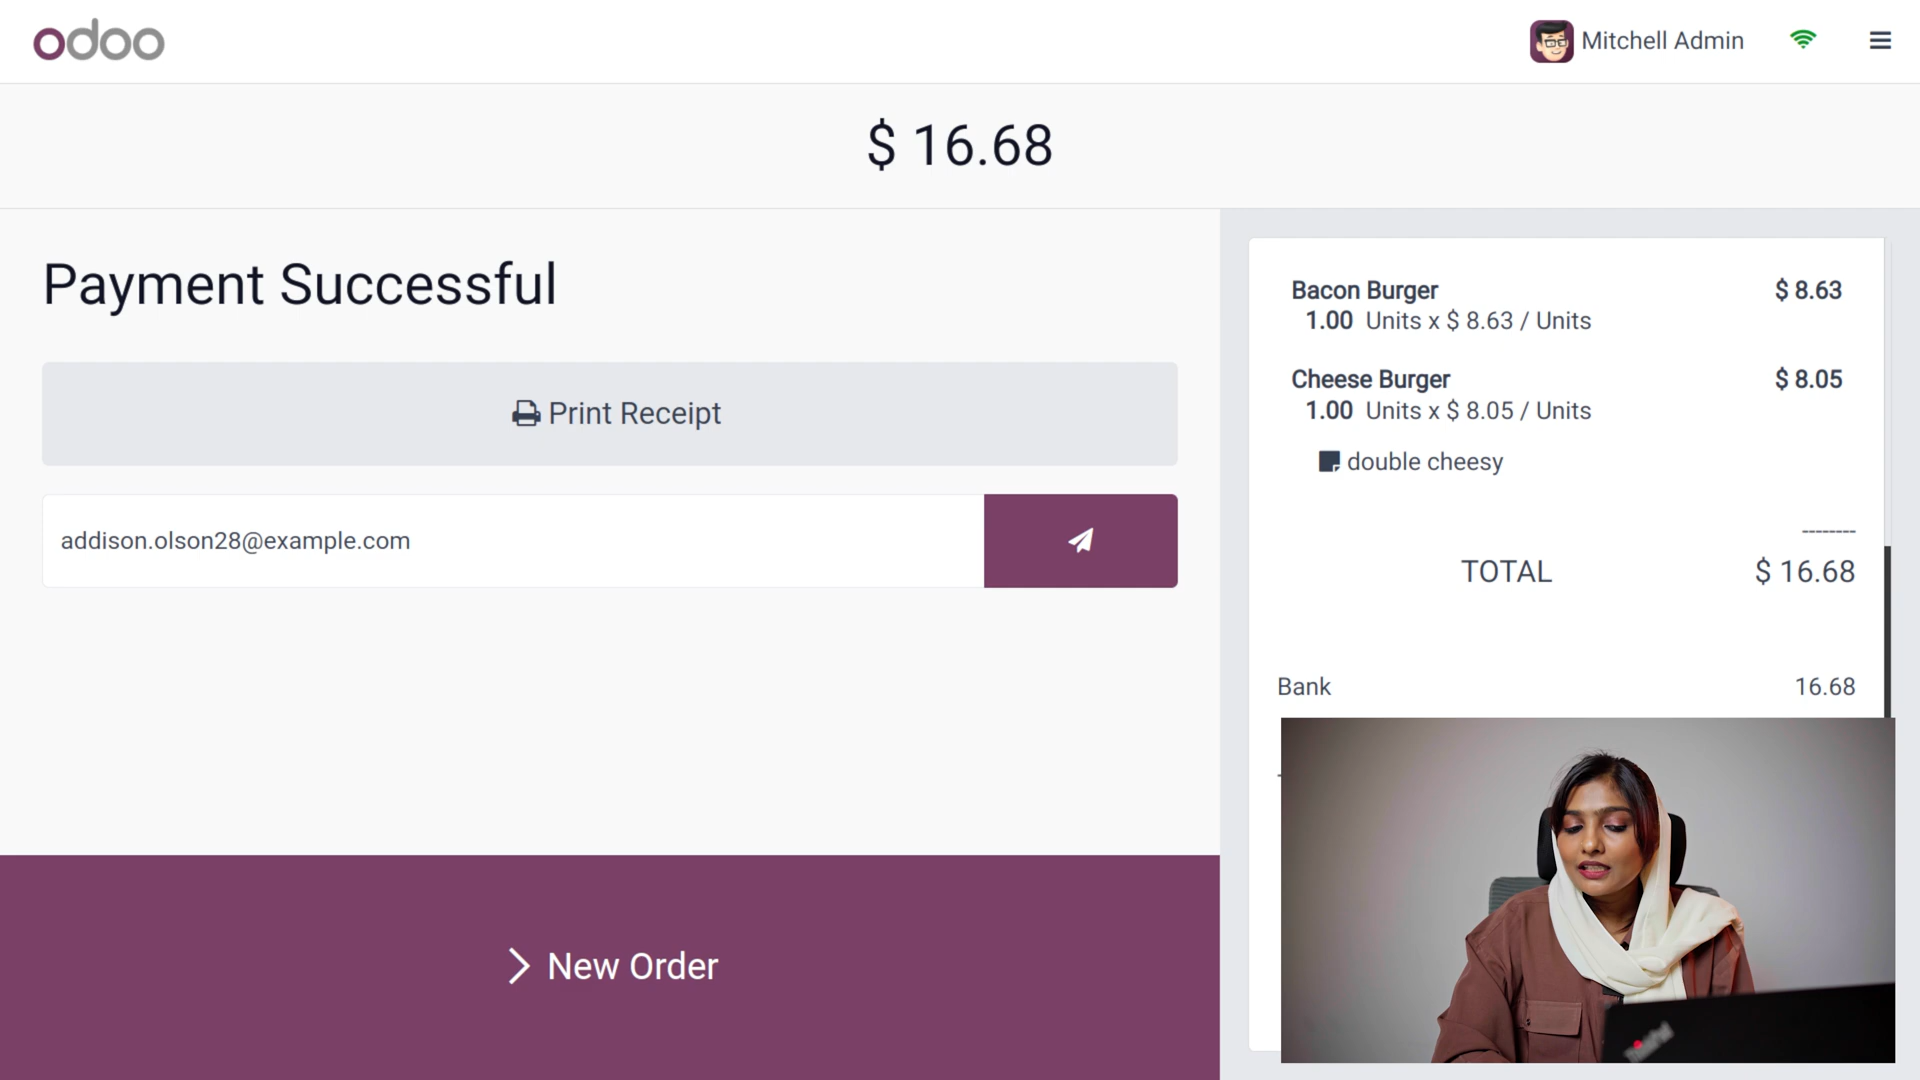 odoo
Mitchell Admin
$ 16.68
Payment Successful
Print Receipt
addison.olson28@example.com
New Order
Bacon Burger $ 8.63
1.00 Units x $ 8.63 / Units
Cheese Burger $ 8.05
1.00 Units x $ 8.05 / Units
double cheesy
--------
TOTAL $ 16.68
Bank 16.68
ThinkPad